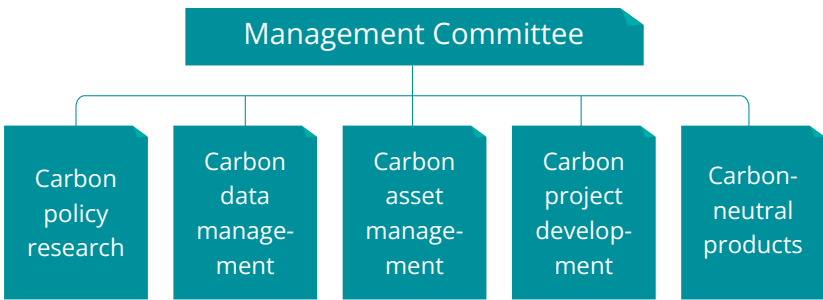 Management Committee
Carbon
policy
research
Carbon
data
manage-
ment
Carbon
asset
manage-
ment
Carbon
project
develop-
ment
Carbon-
neutral
products